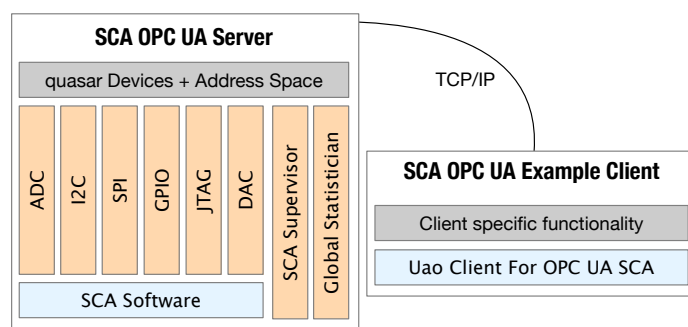 SCA OPC UA Server
quasar Devices + Address Space
ADC
I2C
SPI
GPIO
JTAG
DAC
SCA Supervisor
Global Statistician
SCA Software
TCP/IP
SCA OPC UA Example Client
Client specific functionality
Uao Client For OPC UA SCA